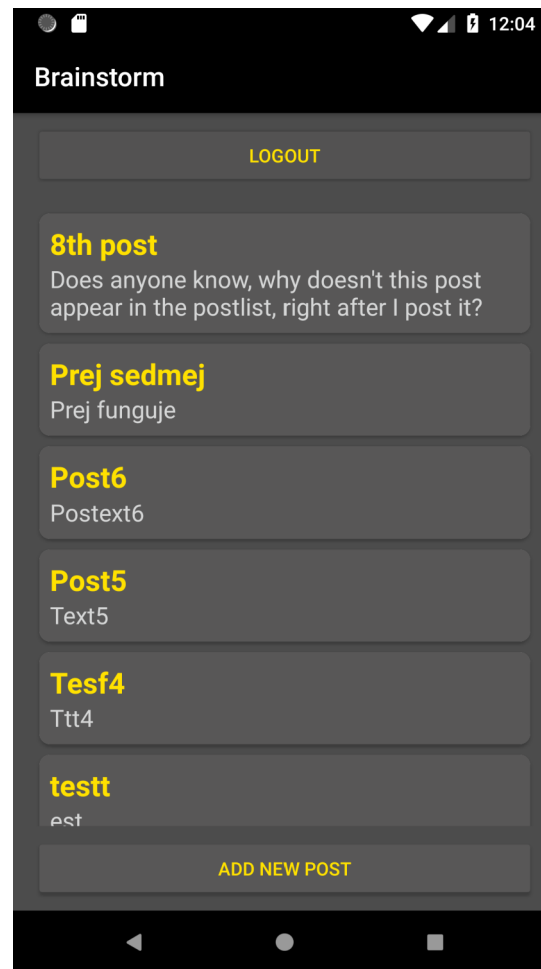 12:04
Brainstorm
LOGOUT
8th post
Does anyone know, why doesn't this post
appear in the postlist, right after I post it?
Prej sedmej
Prej funguje
Post6
Postext6
Post5
Text5
Tesf4
Ttt4
testt
est
ADD NEW POST